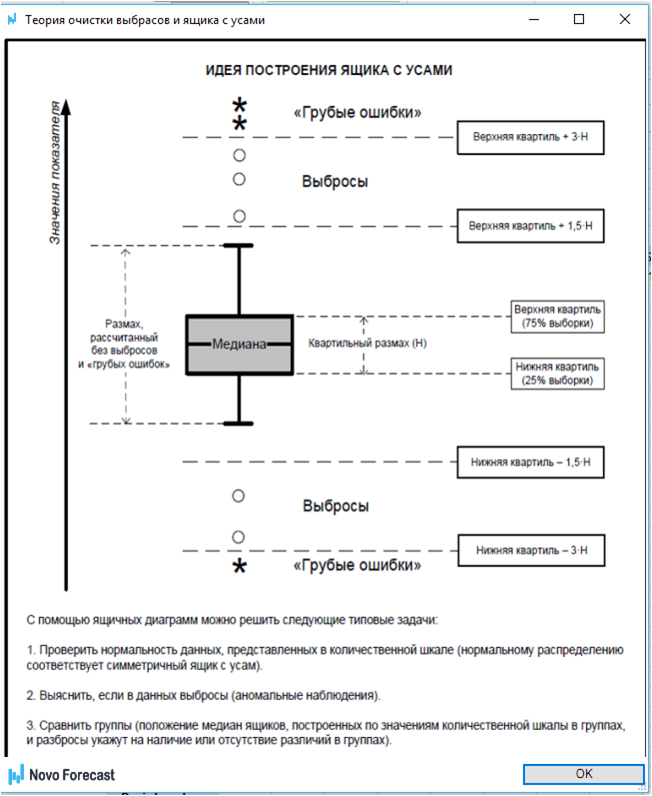 Теория очистки выбрасов и ящика с усами
ИДЕЯ ПОСТРОЕНИЯ ЯЩИКА С УСАМИ
Значения показателя
«Грубые ошибки»
Верхняя квартиль + 3·Н
Выбросы
Верхняя квартиль + 1,5·Н
Размах,
рассчитанный
без выбросов
и «грубых ошибок»
Медиана
Квартильный размах (Н)
Верхняя квартиль
(75% выборки)
Нижняя квартиль
(25% выборки)
Нижняя квартиль – 1,5·Н
Выбросы
Нижняя квартиль – 3·Н
«Грубые ошибки»
С помощью ящичных диаграмм можно решить следующие типовые задачи:
1. Проверить нормальность данных, представленных в количественной шкале (нормальному распределению
соответствует симметричный ящик с усам).
2. Выяснить, если в данных выбросы (аномальные наблюдения).
3. Сравнить группы (положение медиан ящиков, построенных по значениям количественной шкалы в группах,
и разбросы укажут на наличие или отсутствие различий в группах).
Novo Forecast
OK